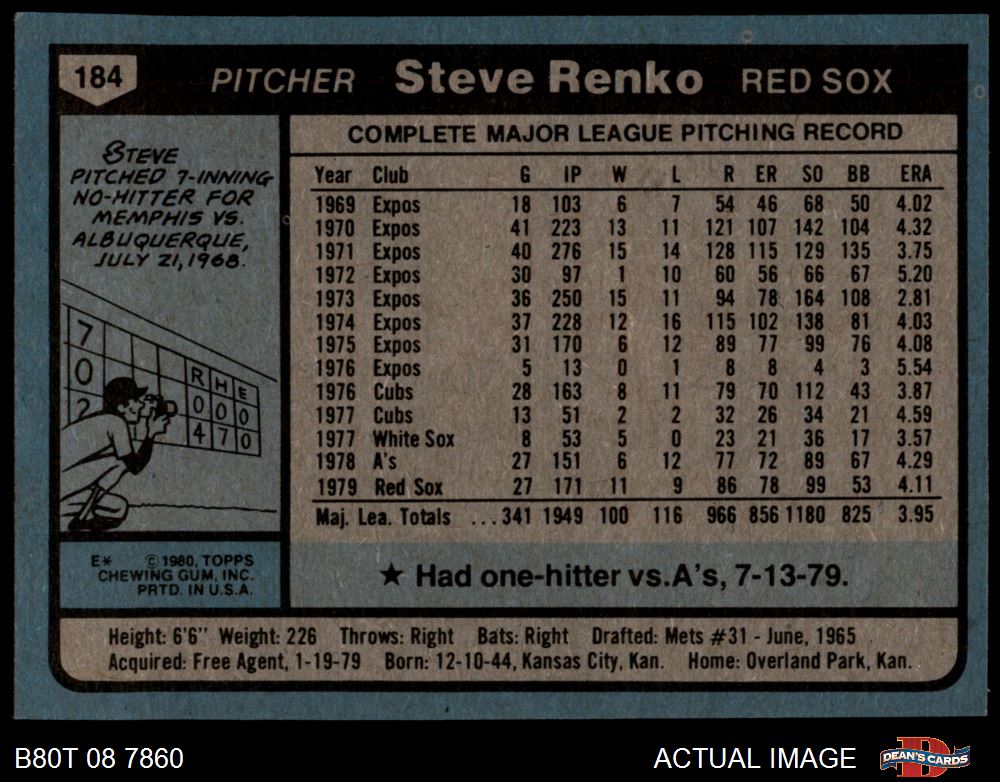 184 PITCHER Steve Renko RED SOX
STEVE
PITCHED 7-INNING
NO-HITTER FOR
MEMPHIS VS.
ALBUQUERQUE,
JULY 21, 1968.
7
0
2
R H E
0 0 0
4 7 0
E* © 1980, TOPPS
CHEWING GUM, INC.
PRTD. IN U.S.A.
COMPLETE MAJOR LEAGUE PITCHING RECORD
Year Club G IP W L R ER SO BB ERA
1969 Expos 18 103 6 7 54 46 68 50 4.02
1970 Expos 41 223 13 11 121 107 142 104 4.32
1971 Expos 40 276 15 14 128 115 129 135 3.75
1972 Expos 30 97 1 10 60 56 66 67 5.20
1973 Expos 36 250 15 11 94 78 164 108 2.81
1974 Expos 37 228 12 16 115 102 138 81 4.03
1975 Expos 31 170 6 12 89 77 99 76 4.08
1976 Expos 5 13 0 1 8 8 4 3 5.54
1976 Cubs 28 163 8 11 79 70 112 43 3.87
1977 Cubs 13 51 2 2 32 26 34 21 4.59
1977 White Sox 8 53 5 0 23 21 36 17 3.57
1978 A's 27 151 6 12 77 72 89 67 4.29
1979 Red Sox 27 171 11 9 86 78 99 53 4.11
Maj. Lea. Totals ...341 1949 100 116 966 856 1180 825 3.95
★ Had one-hitter vs.A's, 7-13-79.
Height: 6'6" Weight: 226 Throws: Right Bats: Right Drafted: Mets #31 - June, 1965
Acquired: Free Agent, 1-19-79 Born: 12-10-44, Kansas City, Kan. Home: Overland Park, Kan.
B80T 08 7860 ACTUAL IMAGE DEAN'S CARDS